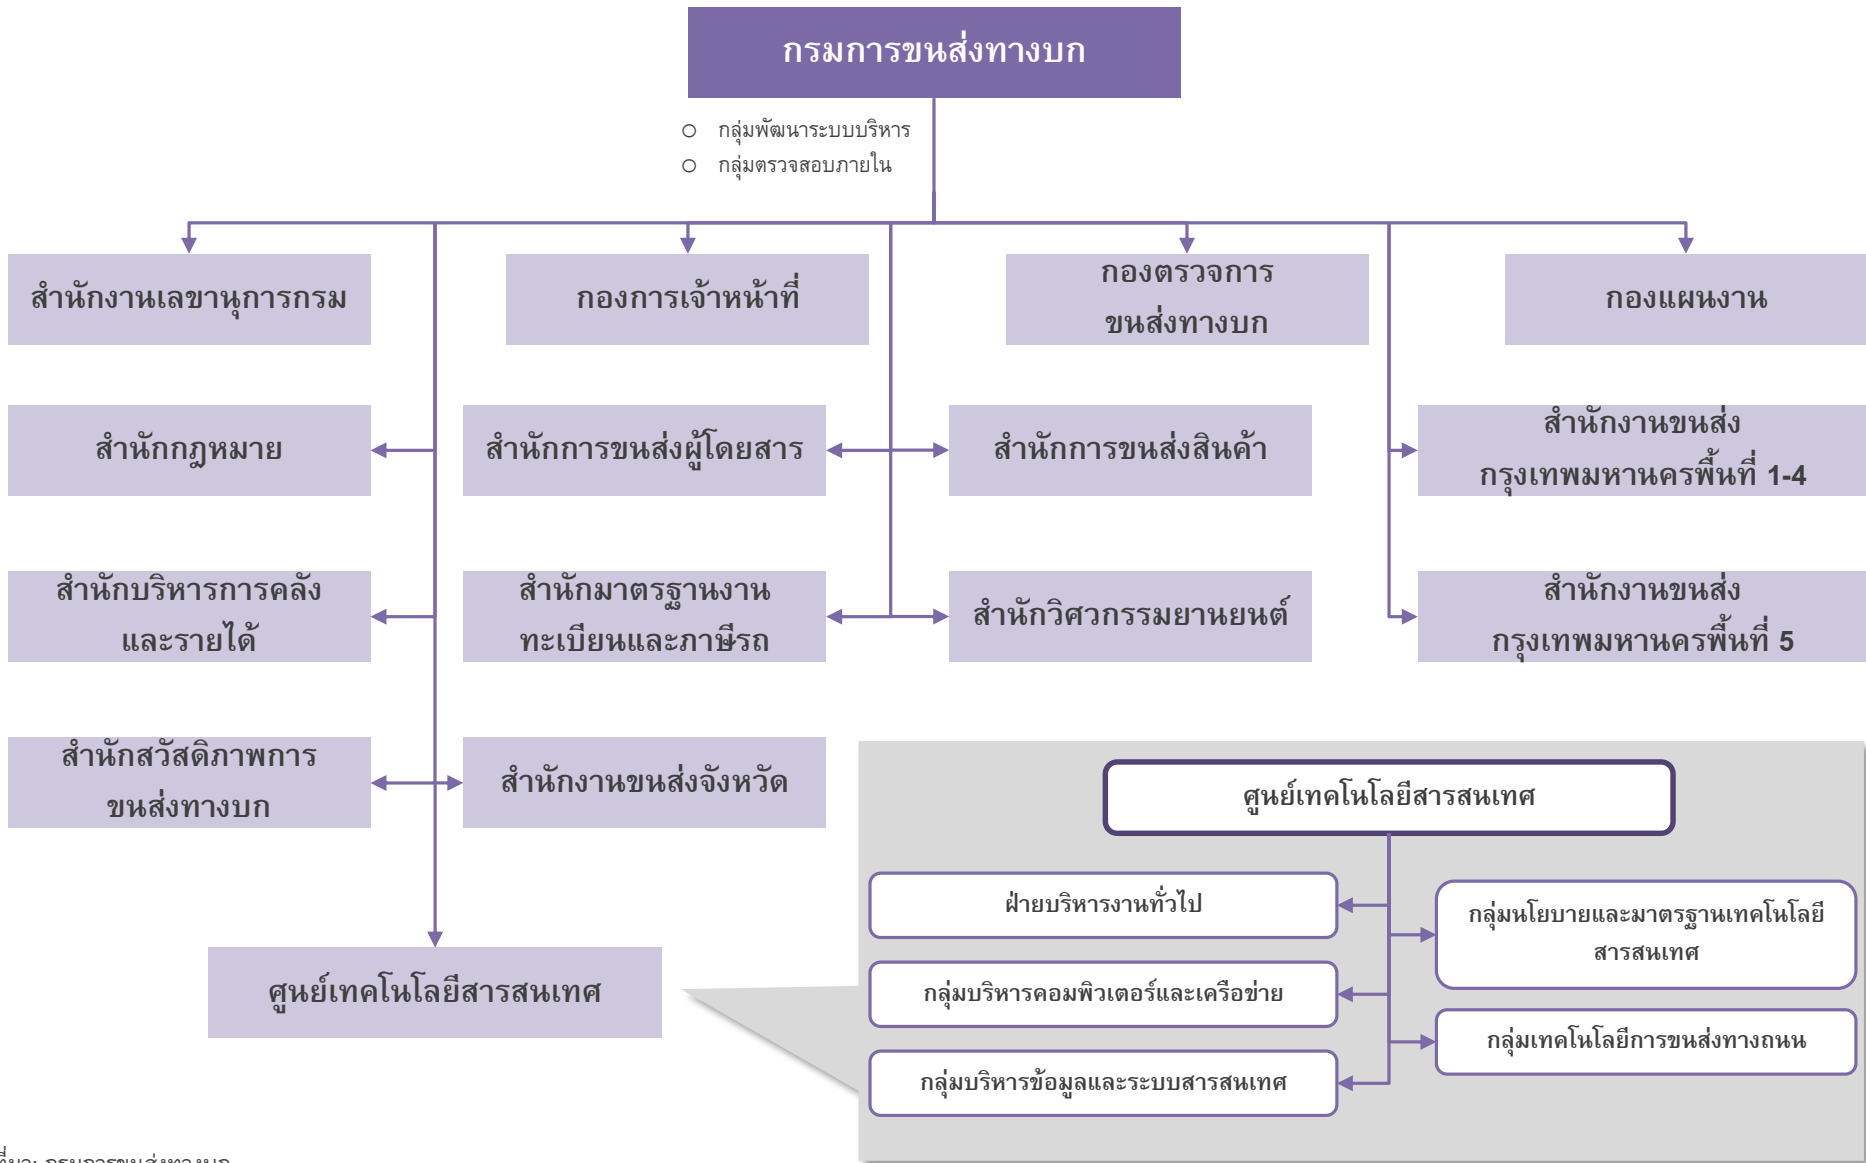 กรมการขนส่งทางบก
กลุ่มพัฒนาระบบบริหาร
กลุ่มตรวจสอบภายใน
สำนักงานเลขานุการกรม
กองการเจ้าหน้าที่
กองตรวจการ
ขนส่งทางบก
กองแผนงาน
สำนักกฎหมาย
สำนักการขนส่งผู้โดยสาร
สำนักการขนส่งสินค้า
สำนักงานขนส่ง
กรุงเทพมหานครพื้นที่ 1-4
สำนักบริหารการคลัง
และรายได้
สำนักมาตรฐานงาน
ทะเบียนและภาษีรถ
สำนักวิศวกรรมยานยนต์
สำนักงานขนส่ง
กรุงเทพมหานครพื้นที่ 5
สำนักสวัสดิภาพการ
ขนส่งทางบก
สำนักงานขนส่งจังหวัด
ศูนย์เทคโนโลยีสารสนเทศ
ศูนย์เทคโนโลยีสารสนเทศ
ฝ่ายบริหารงานทั่วไป
กลุ่มนโยบายและมาตรฐานเทคโนโลยี
สารสนเทศ
กลุ่มบริหารคอมพิวเตอร์และเครือข่าย
กลุ่มเทคโนโลยีการขนส่งทางถนน
กลุ่มบริหารข้อมูลและระบบสารสนเทศ
ที่มา: กรมการขนส่งทางบก